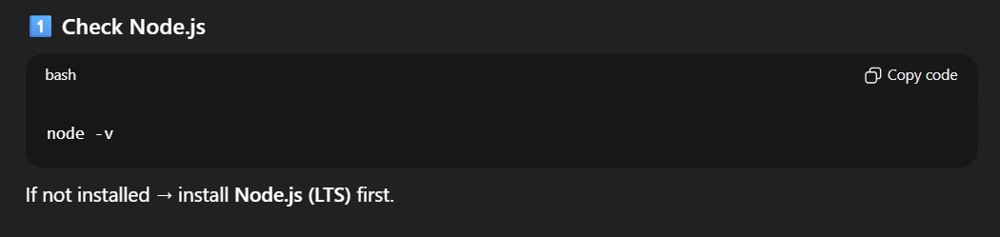 1️⃣ Check Node.js
bash
Copy code
node -v
If not installed → install Node.js (LTS) first.